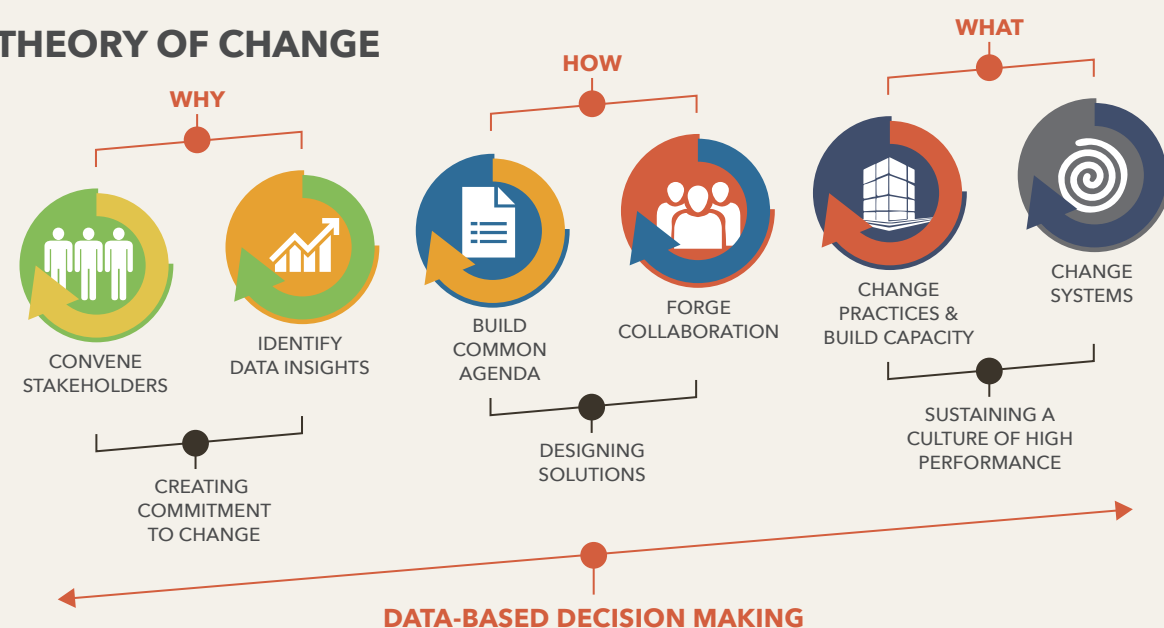 THEORY OF CHANGE
WHY
HOW
WHAT
CONVENE
STAKEHOLDERS
IDENTIFY
DATA INSIGHTS
BUILD
COMMON
AGENDA
FORGE
COLLABORATION
CHANGE
PRACTICES &
BUILD CAPACITY
CHANGE
SYSTEMS
CREATING
COMMITMENT
TO CHANGE
DESIGNING
SOLUTIONS
SUSTAINING A
CULTURE OF HIGH
PERFORMANCE
DATA-BASED DECISION MAKING